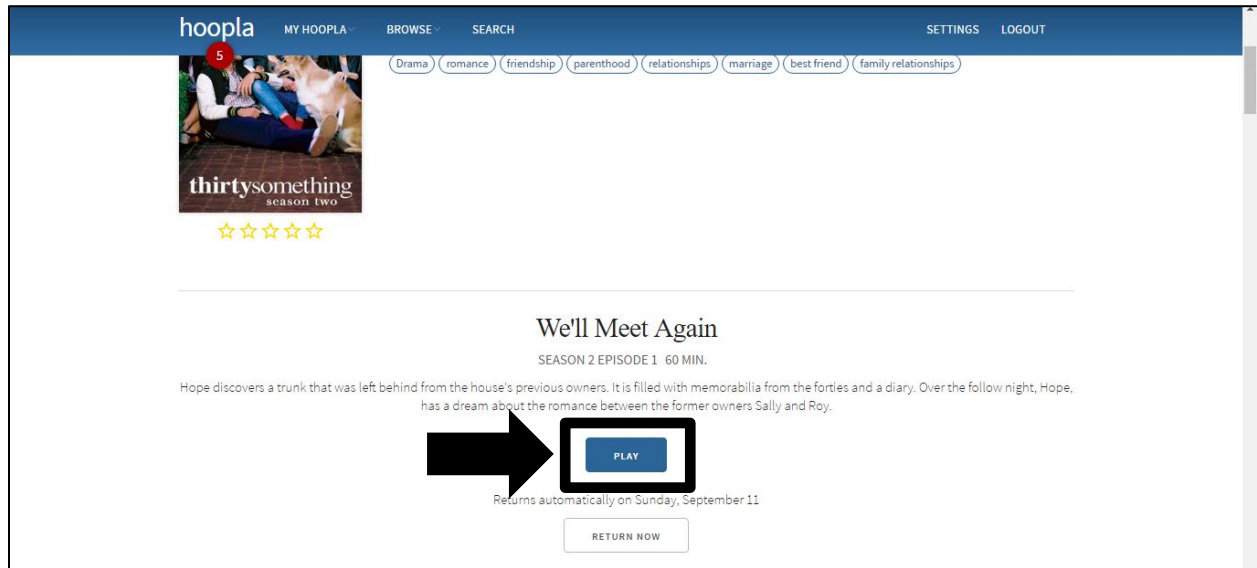 hoopla MY HOOPLA BROWSE SEARCH SETTINGS LOGOUT
5
Drama romance friendship parenthood relationships marriage best friend family relationships
thirtysomething
season two
We'll Meet Again
SEASON 2 EPISODE 1 60 MIN.
Hope discovers a trunk that was left behind from the house's previous owners. It is filled with memorabilia from the forties and a diary. Over the follow night, Hope,
has a dream about the romance between the former owners Sally and Roy.
PLAY
Returns automatically on Sunday, September 11
RETURN NOW